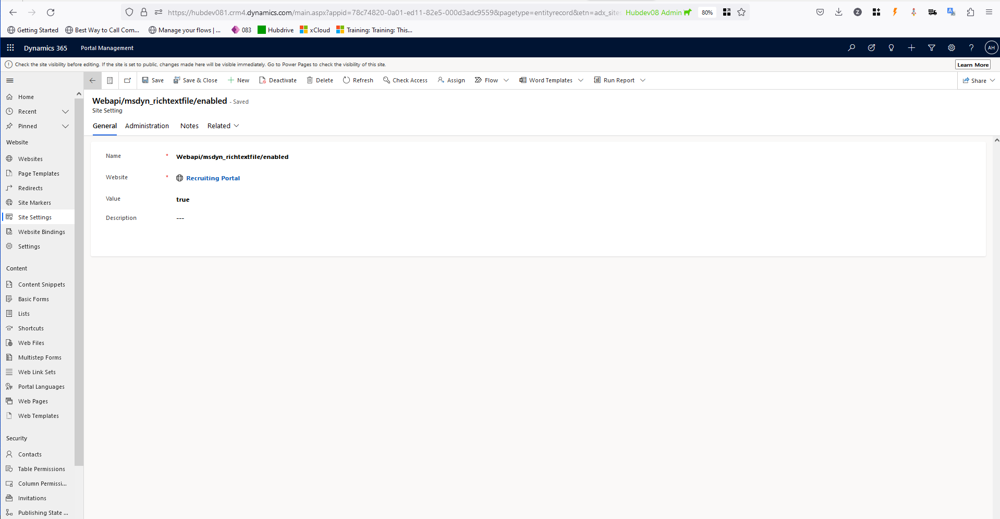 https://hubdev081.crm4.dynamics.com/main.aspx?appid=78c74820-0a01-ed11-82e5-000d3adc9559&pagetype=entityrecord&etn=adx_sites Hubdev08 Admin 80%
Getting Started Best Way to Call Com... Manage your flows | ... 083 Hubdrive xCloud Training: Training: This...
Dynamics 365 Portal Management AH
Check the site visibility before editing. If the site is set to public, changes made here will be visible immediately. Go to Power Pages to check the visibility of this site. Learn More
Save Save & Close New Deactivate Delete Refresh Check Access Assign Flow Word Templates Run Report Share
Webapi/msdyn_richtextfile/enabled - Saved
Site Setting
General Administration Notes Related
Name * Webapi/msdyn_richtextfile/enabled
Website * Recruiting Portal
Value true
Description ---
Home
Recent
Pinned
Website
Websites
Page Templates
Redirects
Site Markers
Site Settings
Website Bindings
Settings
Content
Content Snippets
Basic Forms
Lists
Shortcuts
Web Files
Multistep Forms
Web Link Sets
Portal Languages
Web Pages
Web Templates
Security
Contacts
Table Permissions
Column Permissi...
Invitations
Publishing State ...